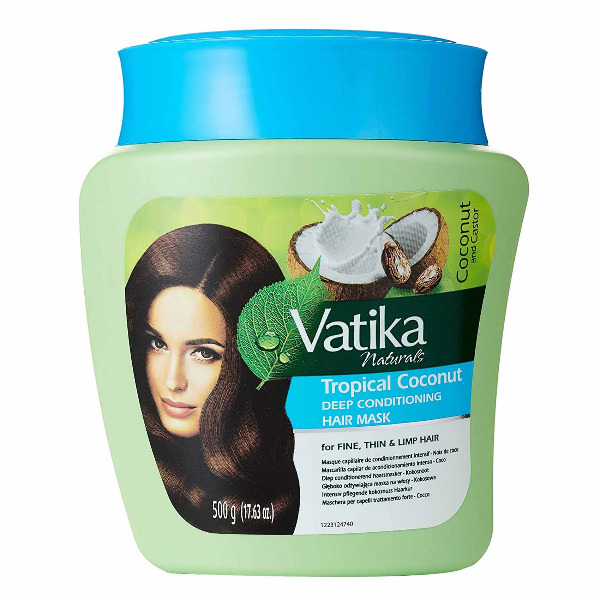 Coconut
and Castor
Vatika
Naturals
Tropical Coconut
DEEP CONDITIONING
HAIR MASK
for FINE, THIN & LIMP HAIR
Masque capillaire de conditionnement intensif - Noix de coco
Mascarilla capilar de acondicionamiento intenso - Coco
Diep conditionerend haarmasker - Kokosnoot
Głęboko odżywiająca maska na włosy - Kokosowa
Intensiv pflegende kokosnuss Haarkur
Maschera per capelli trattamento forte - Cocco
500 g (17.63 oz.)
1223124740